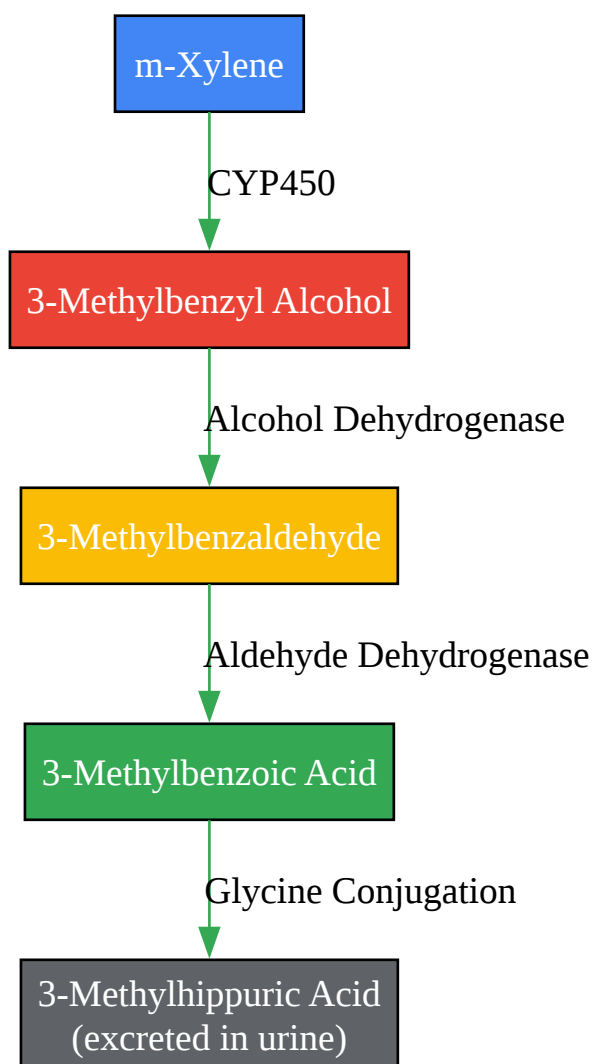 m-Xylene
CYP450
3-Methylbenzyl Alcohol
Alcohol Dehydrogenase
3-Methylbenzaldehyde
Aldehyde Dehydrogenase
3-Methylbenzoic Acid
Glycine Conjugation
3-Methylhippuric Acid
(excreted in urine)